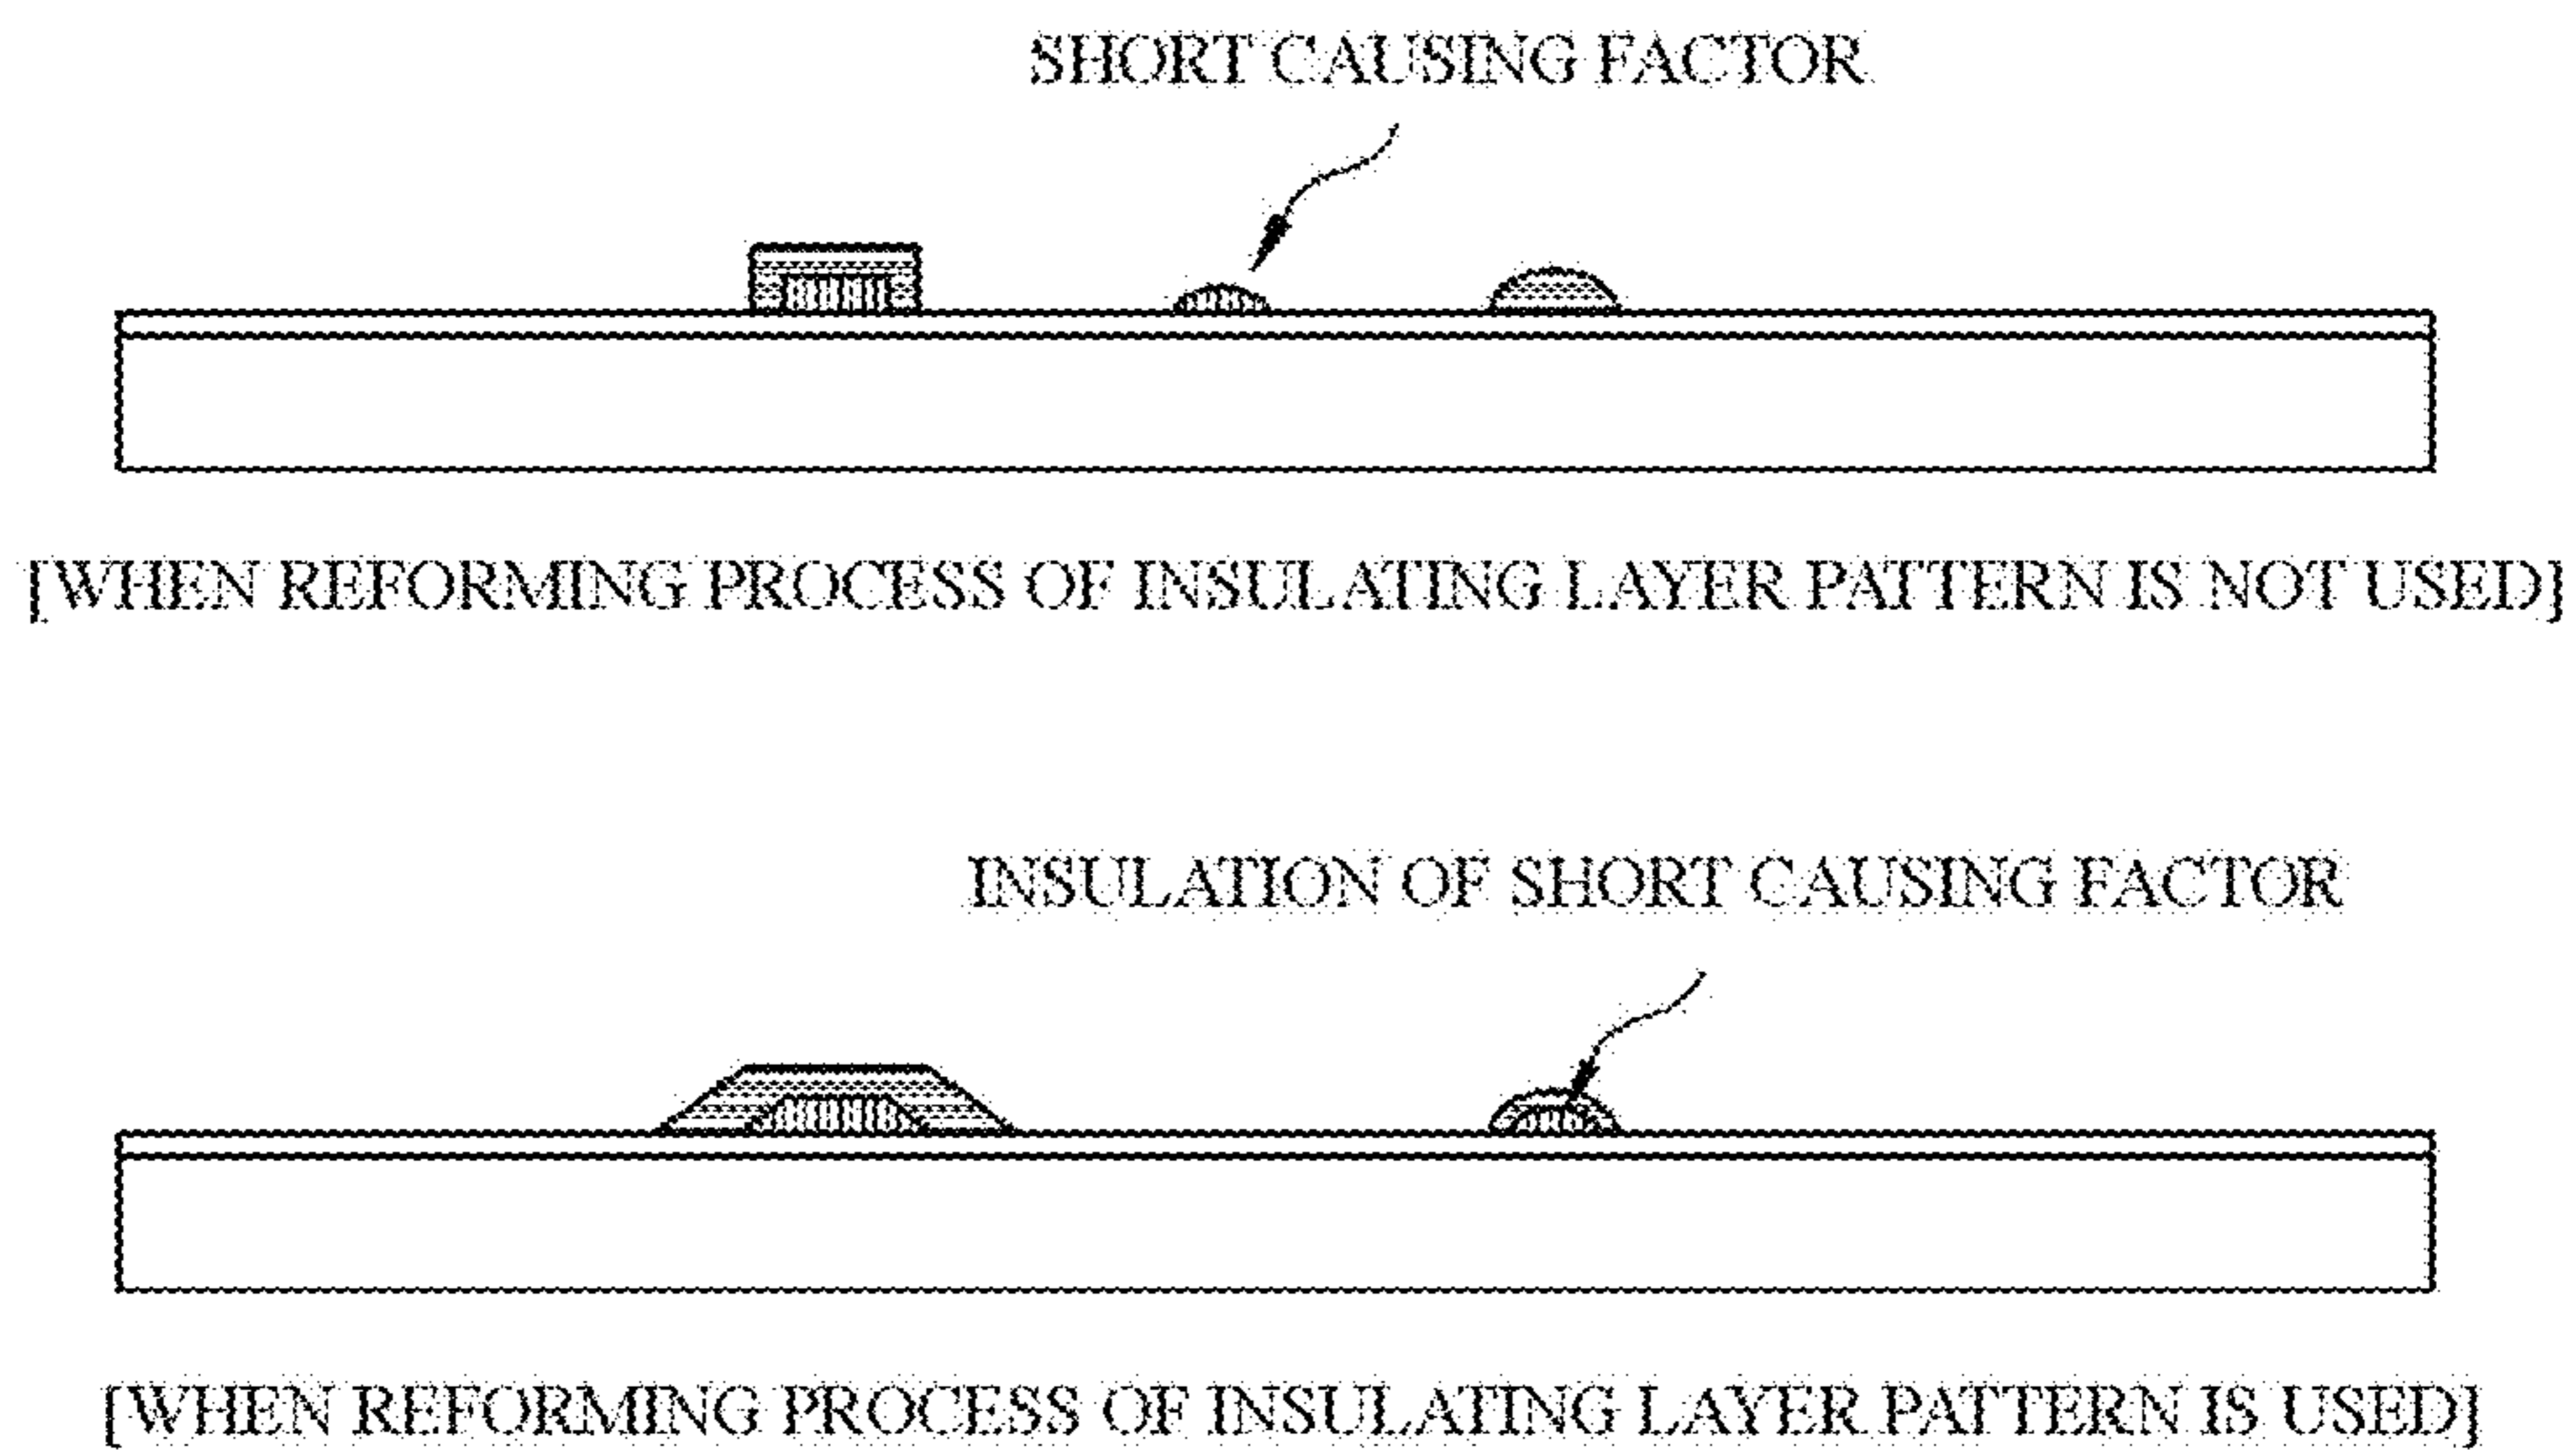 SHORT CAUSING FACTOR
[WHEN REFORMING PROCESS OF INSULATING LAYER PATTERN IS NOT USED]
INSULATION OF SHORT CAUSING FACTOR
[WHEN REFORMING PROCESS OF INSULATING LAYER PATTERN IS USED]